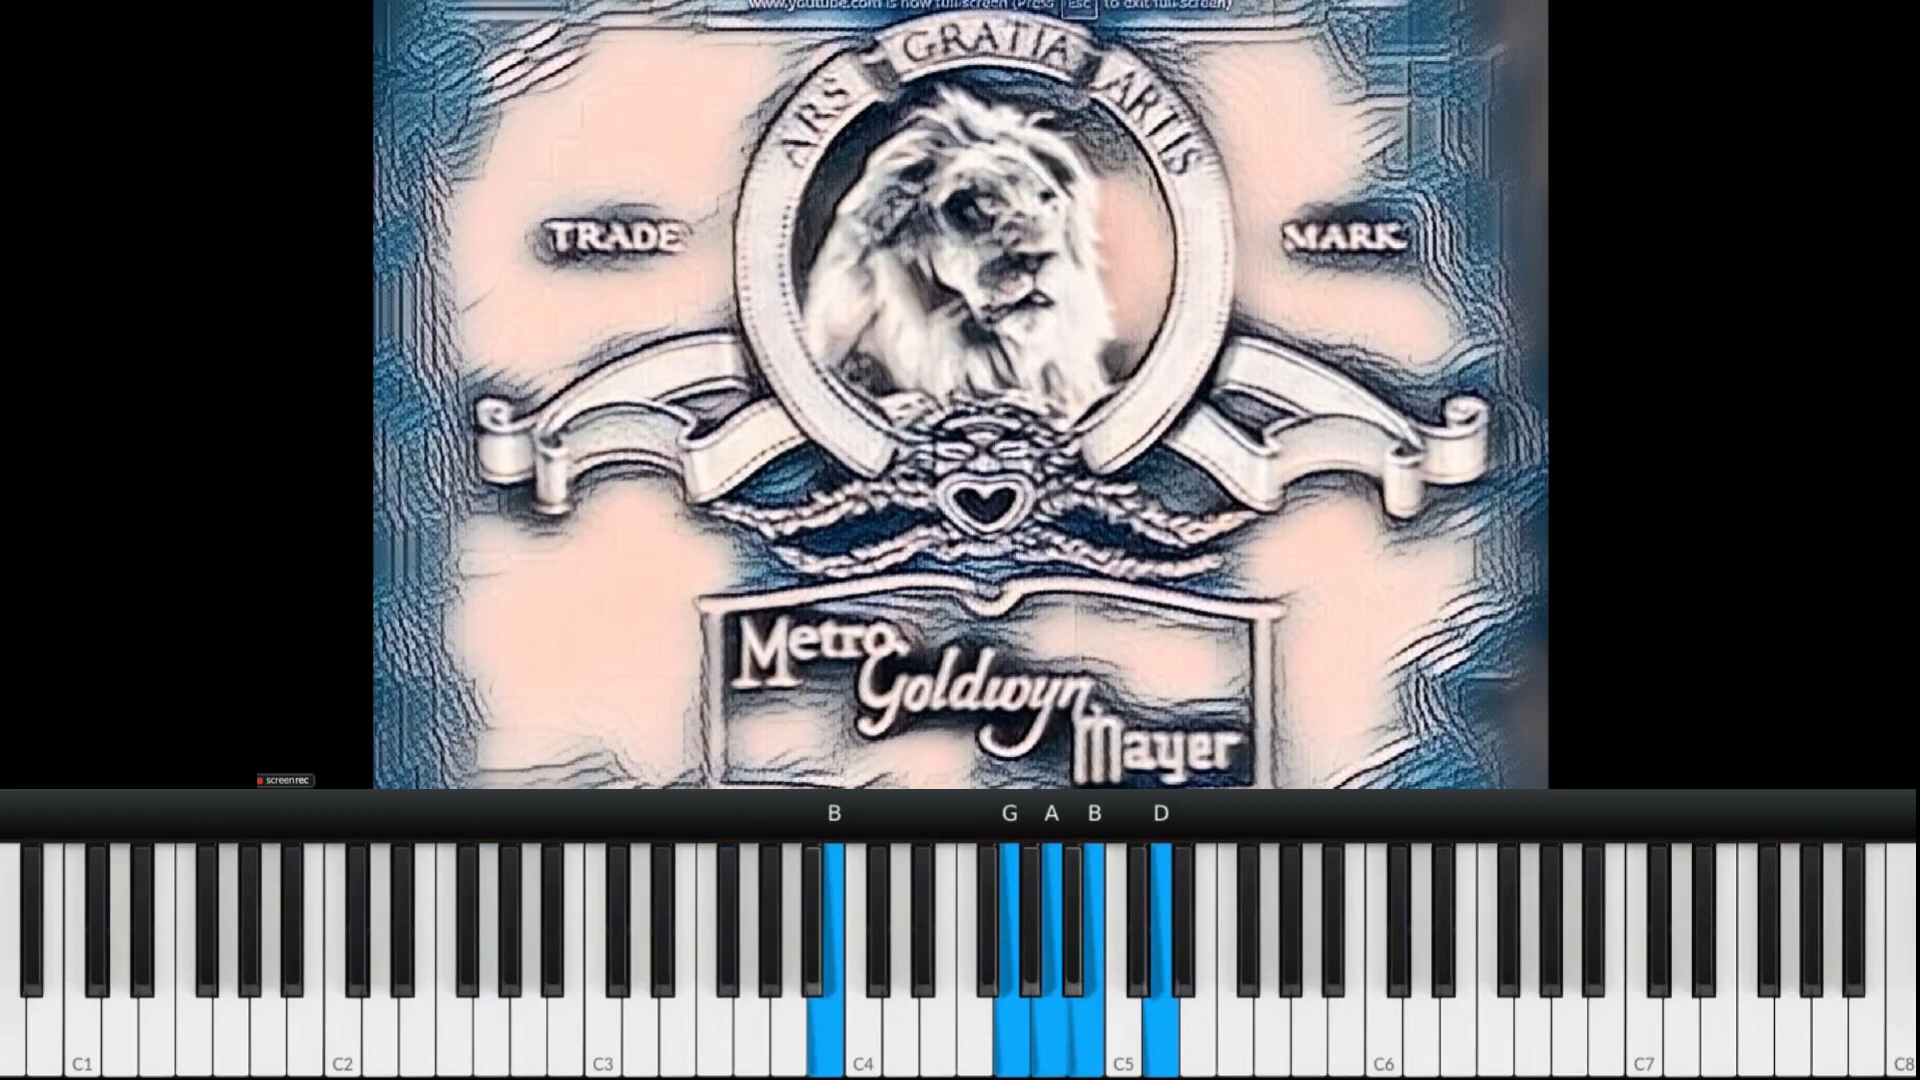 www.youtube.com is now full screen (Press Esc to exit full screen)
ARS GRATIA ARTIS
TRADE MARK
Metro
Goldwyn
Mayer
screenrec
B G A B D
C1 C2 C3 C4 C5 C6 C7 C8